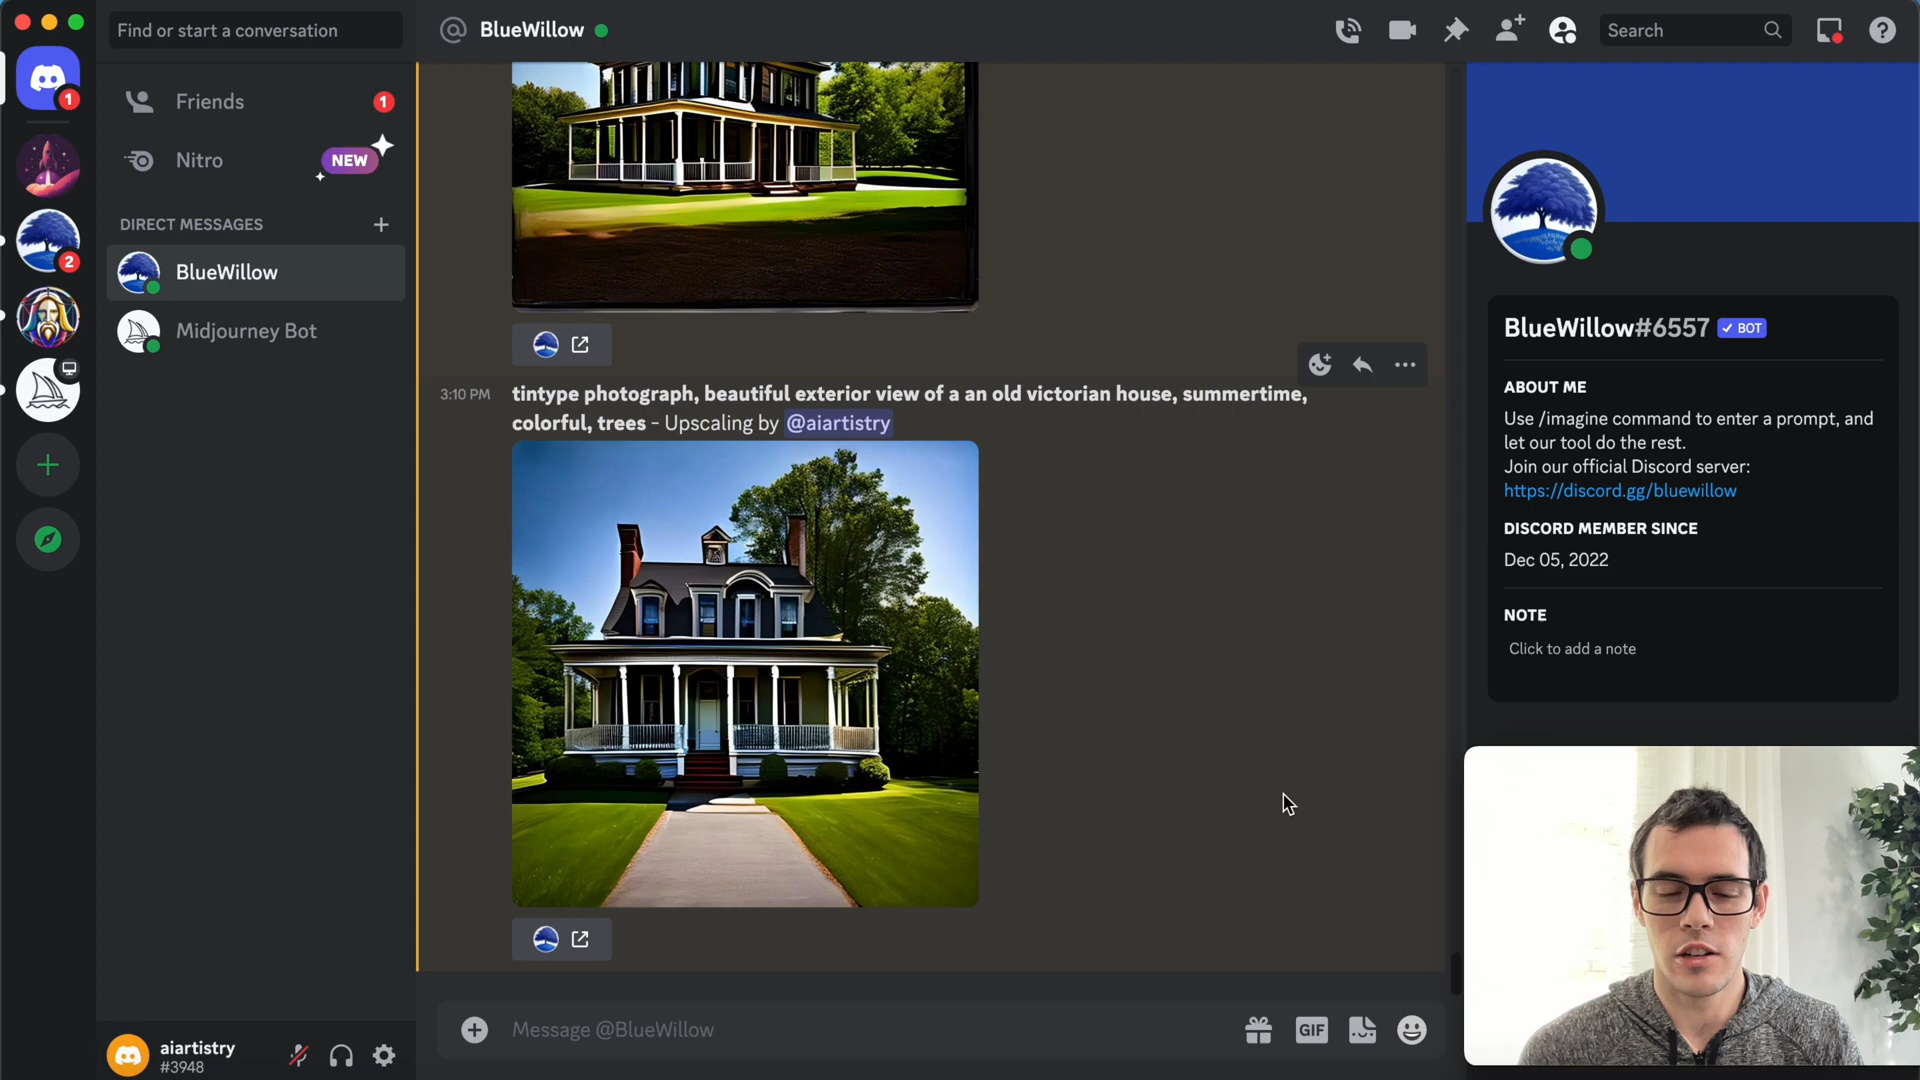 Find or start a conversation
BlueWillow
Search
1
Friends
1
Nitro
NEW
DIRECT MESSAGES
2
BlueWillow
Midjourney Bot
3:10 PM
tintype photograph, beautiful exterior view of a an old victorian house, summertime,
colorful, trees - Upscaling by @aiartistry
BlueWillow#6557
BOT
ABOUT ME
Use /imagine command to enter a prompt, and
let our tool do the rest.
Join our official Discord server:
https://discord.gg/bluewillow
DISCORD MEMBER SINCE
Dec 05, 2022
NOTE
Click to add a note
Message @BlueWillow
GIF
aiartistry
#3948